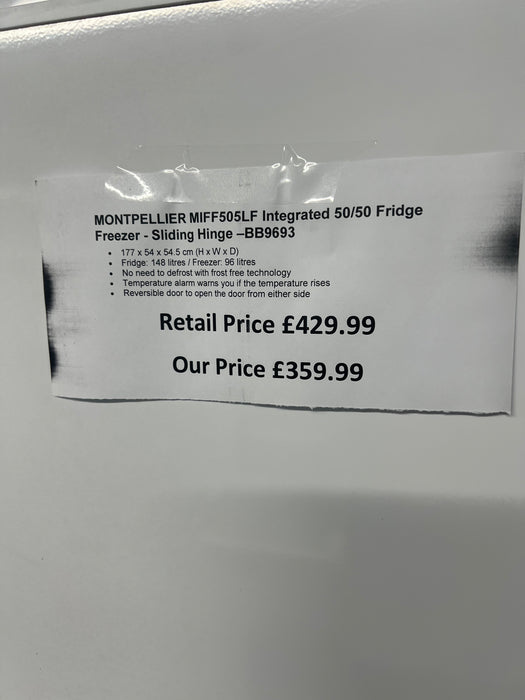 MONTPELLIER MIFF505LF Integrated 50/50 Fridge
Freezer - Sliding Hinge –BB9693
• 177 x 54 x 54.5 cm (H x W x D)
• Fridge: 148 litres / Freezer: 96 litres
• No need to defrost with frost free technology
• Temperature alarm warns you if the temperature rises
• Reversible door to open the door from either side
Retail Price £429.99
Our Price £359.99